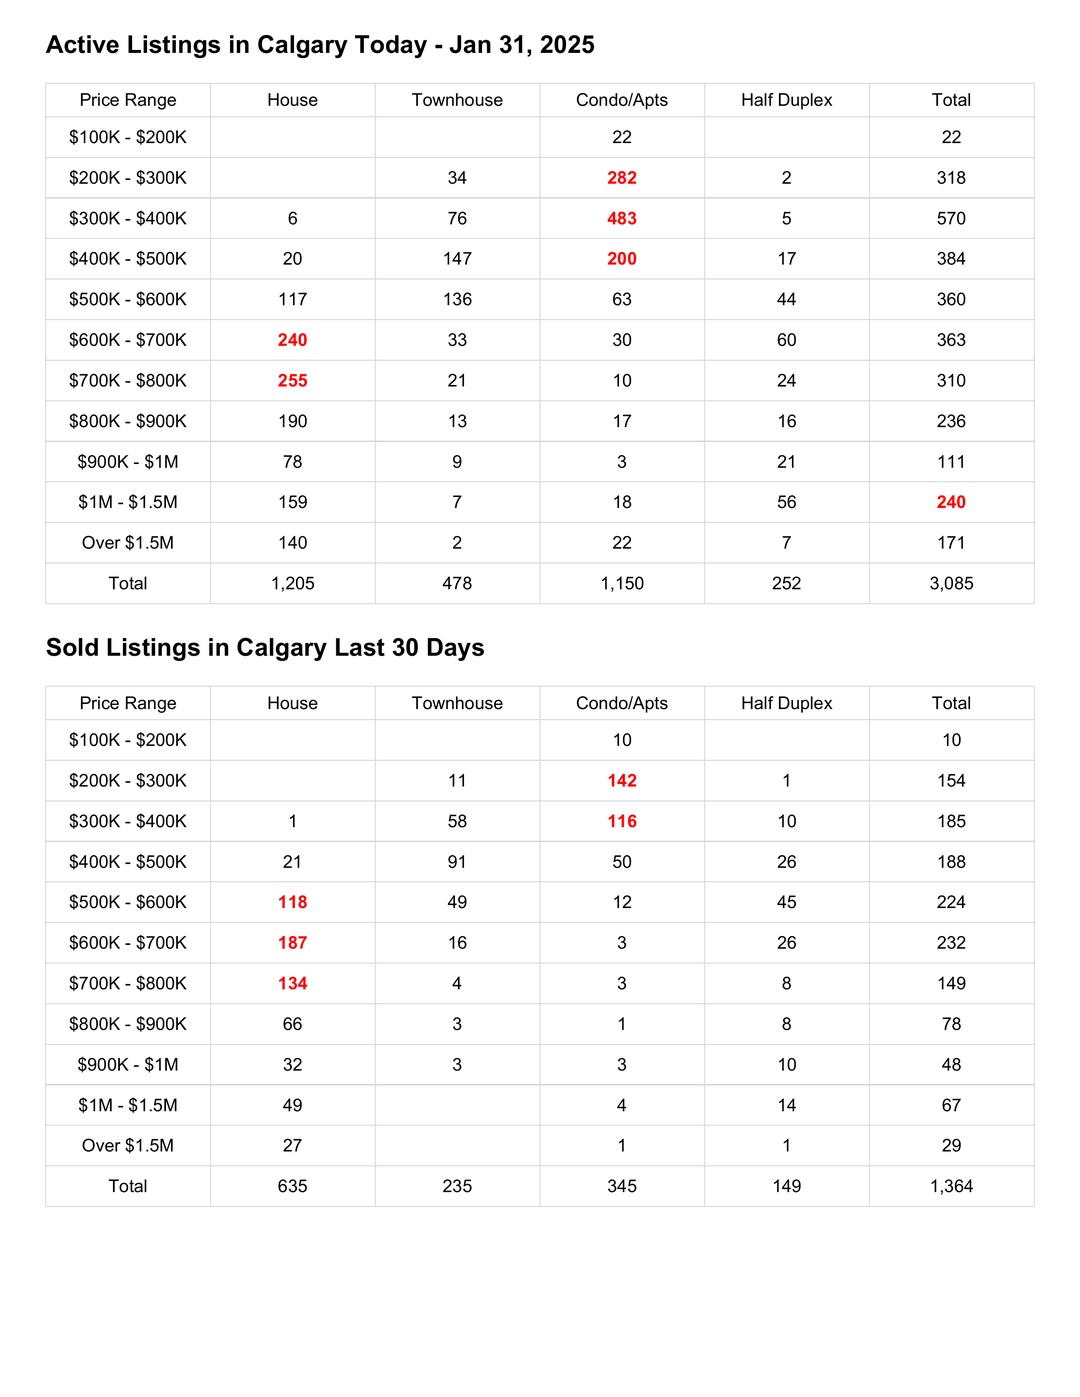 Active Listings in Calgary Today - Jan 31, 2025
Price Range House Townhouse Condo/Apts Half Duplex Total
$100K - $200K 22 22
$200K - $300K 34 282 2 318
$300K - $400K 6 76 483 5 570
$400K - $500K 20 147 200 17 384
$500K - $600K 117 136 63 44 360
$600K - $700K 240 33 30 60 363
$700K - $800K 255 21 10 24 310
$800K - $900K 190 13 17 16 236
$900K - $1M 78 9 3 21 111
$1M - $1.5M 159 7 18 56 240
Over $1.5M 140 2 22 7 171
Total 1,205 478 1,150 252 3,085
Sold Listings in Calgary Last 30 Days
Price Range House Townhouse Condo/Apts Half Duplex Total
$100K - $200K 10 10
$200K - $300K 11 142 1 154
$300K - $400K 1 58 116 10 185
$400K - $500K 21 91 50 26 188
$500K - $600K 118 49 12 45 224
$600K - $700K 187 16 3 26 232
$700K - $800K 134 4 3 8 149
$800K - $900K 66 3 1 8 78
$900K - $1M 32 3 3 10 48
$1M - $1.5M 49 4 14 67
Over $1.5M 27 1 1 29
Total 635 235 345 149 1,364